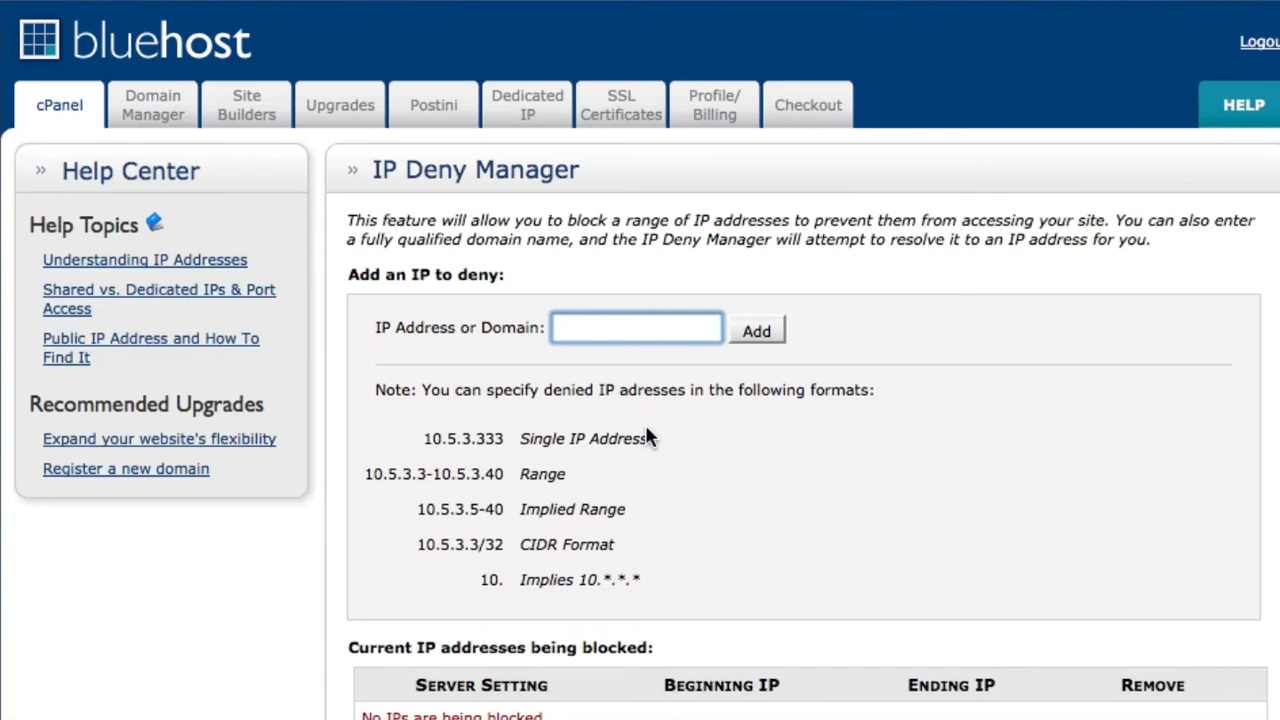 bluehost
Logou
cPanel
Domain
Manager
Site
Builders
Upgrades
Postini
Dedicated
IP
SSL
Certificates
Profile/
Billing
Checkout
HELP
» Help Center
Help Topics
Understanding IP Addresses
Shared vs. Dedicated IPs & Port
Access
Public IP Address and How To
Find It
Recommended Upgrades
Expand your website's flexibility
Register a new domain
» IP Deny Manager
This feature will allow you to block a range of IP addresses to prevent them from accessing your site. You can also enter
a fully qualified domain name, and the IP Deny Manager will attempt to resolve it to an IP address for you.
Add an IP to deny:
IP Address or Domain: Add
Note: You can specify denied IP adresses in the following formats:
10.5.3.333 Single IP Address
10.5.3.3-10.5.3.40 Range
10.5.3.5-40 Implied Range
10.5.3.3/32 CIDR Format
10. Implies 10.*.*.*
Current IP addresses being blocked:
SERVER SETTING BEGINNING IP ENDING IP REMOVE
No IPs are being blocked